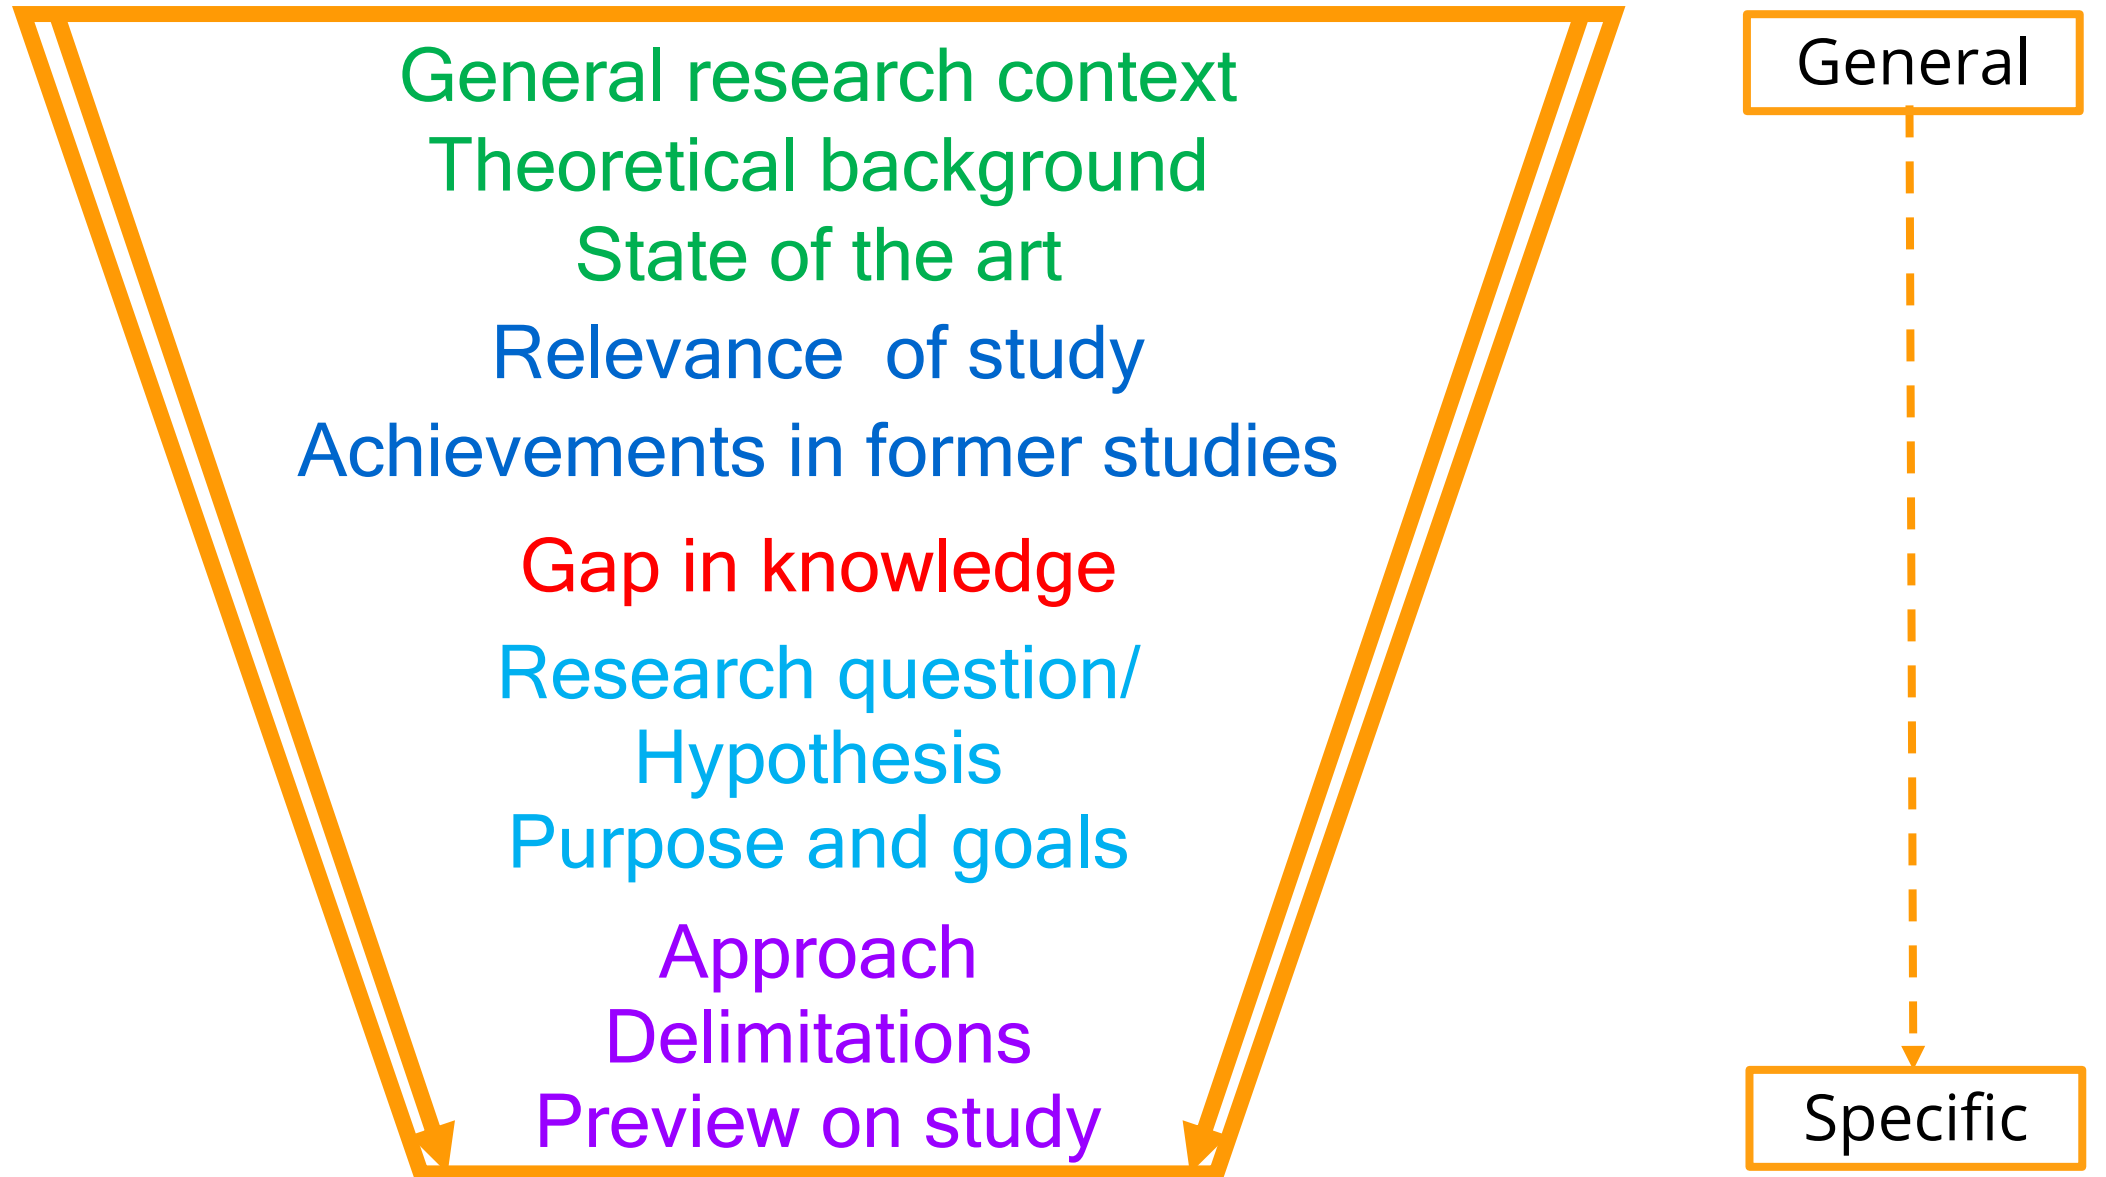 General research context
Theoretical background
State of the art
Relevance of study
Achievements in former studies
Gap in knowledge
Research question/
Hypothesis
Purpose and goals
Approach
Delimitations
Preview on study
General
Specific